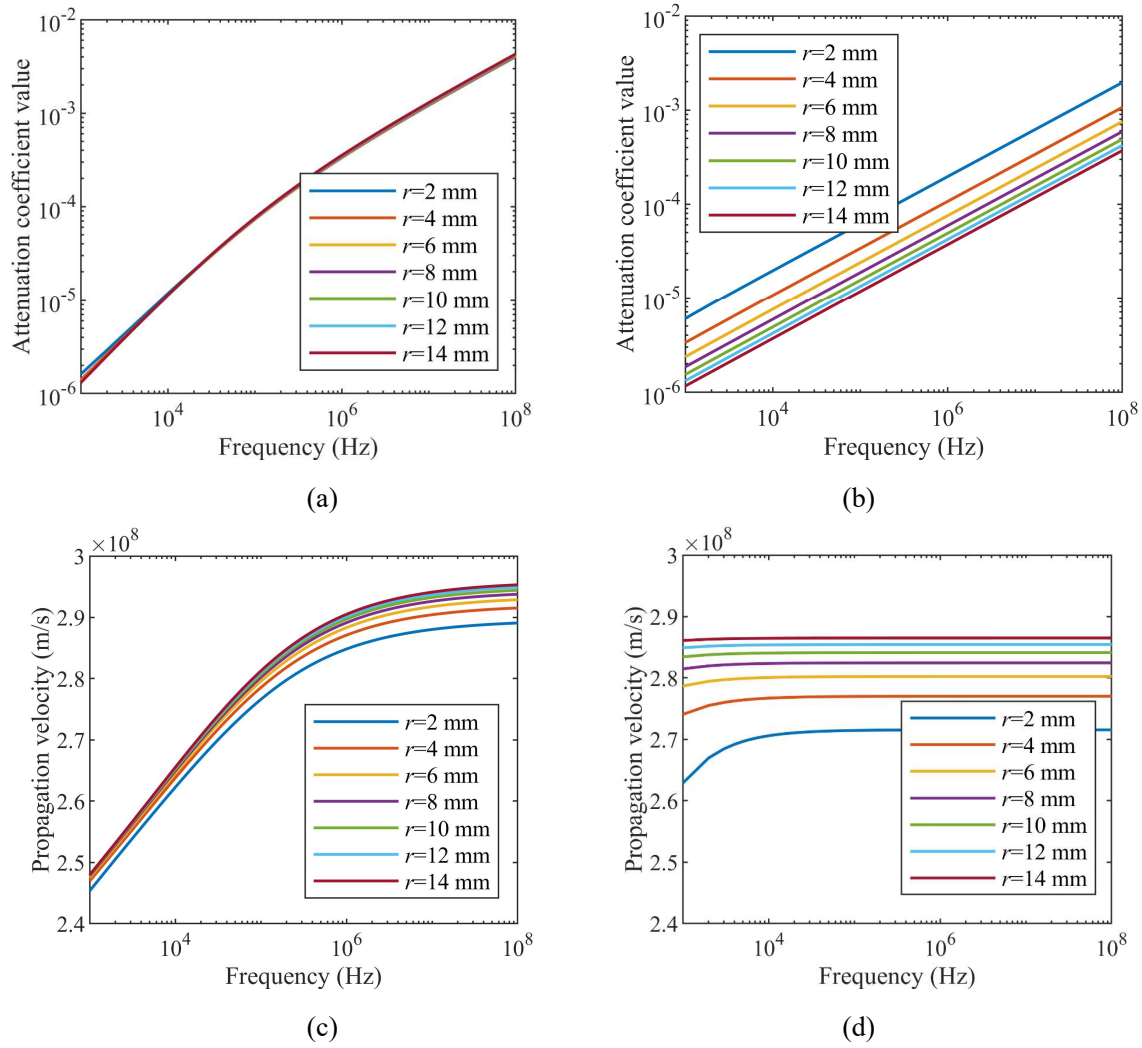 10^-2
10^-3
10^-4
10^-5
10^-6
Attenuation coefficient value
r=2 mm
r=4 mm
r=6 mm
r=8 mm
r=10 mm
r=12 mm
r=14 mm
10^4
10^6
10^8
Frequency (Hz)
(a)
10^-2
10^-3
10^-4
10^-5
10^-6
Attenuation coefficient value
r=2 mm
r=4 mm
r=6 mm
r=8 mm
r=10 mm
r=12 mm
r=14 mm
10^4
10^6
10^8
Frequency (Hz)
(b)
×10^8
3
2.9
2.8
2.7
2.6
2.5
2.4
Propagation velocity (m/s)
r=2 mm
r=4 mm
r=6 mm
r=8 mm
r=10 mm
r=12 mm
r=14 mm
10^4
10^6
10^8
Frequency (Hz)
(c)
×10^8
3
2.9
2.8
2.7
2.6
2.5
2.4
Propagation velocity (m/s)
r=2 mm
r=4 mm
r=6 mm
r=8 mm
r=10 mm
r=12 mm
r=14 mm
10^4
10^6
10^8
Frequency (Hz)
(d)